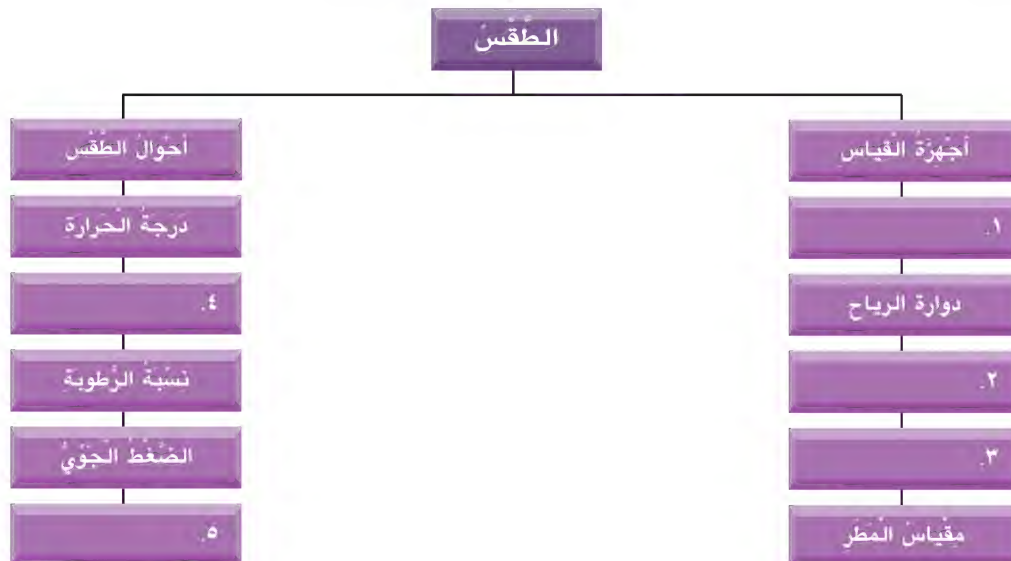 الطَّقْسُ
أَجْهِزَةُ الْقِياسِ
.١
دوارة الرياح
.٢
.٣
مِقْياسُ الْمَطَرِ
أَحْوالُ الطَّقْسِ
دَرَجَةُ الْحَرارَةِ
.٤
نِسْبَةُ الرُّطوبَةِ
الضَّغْطُ الْجَوِّيُّ
.٥